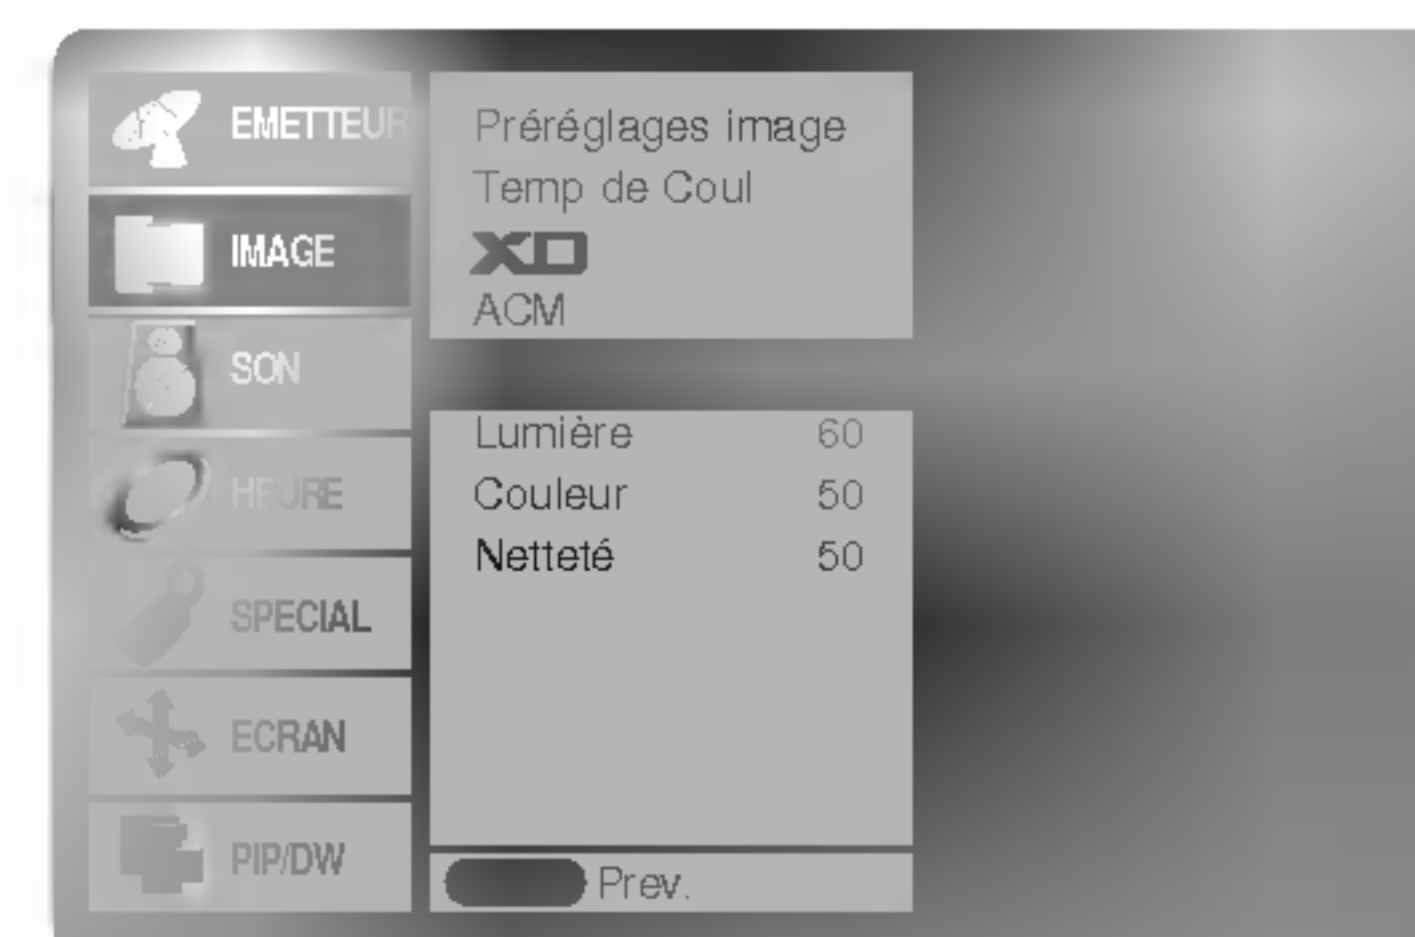 EMETTEUR
IMAGE
SON
HEURE
SPECIAL
ECRAN
PIP/DW
Préréglages image
Temp de Coul
XD
ACM
Lumière 60
Couleur 50
Netteté 50
Prev.